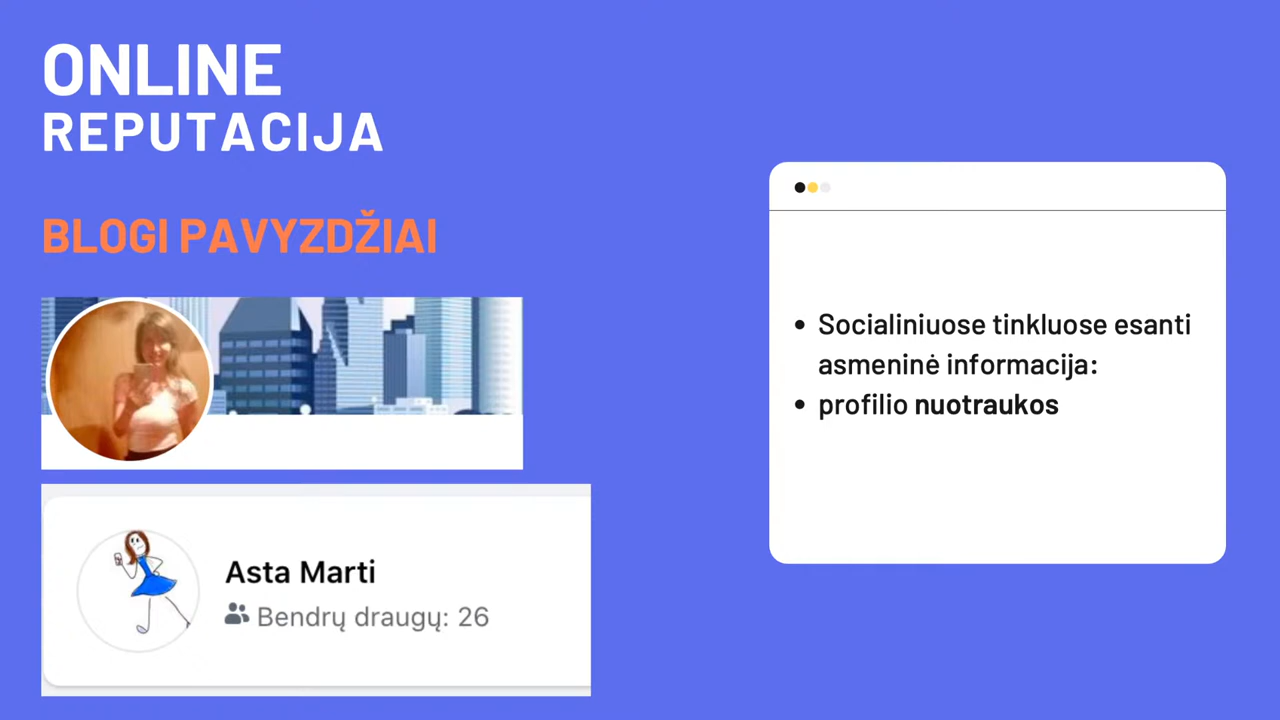 ONLINE
REPUTACIJA
BLOGI PAVYZDŽIAI
Asta Marti
Bendrų draugų: 26
• Socialiniuose tinkluose esanti
asmeninė informacija:
• profilio nuotraukos